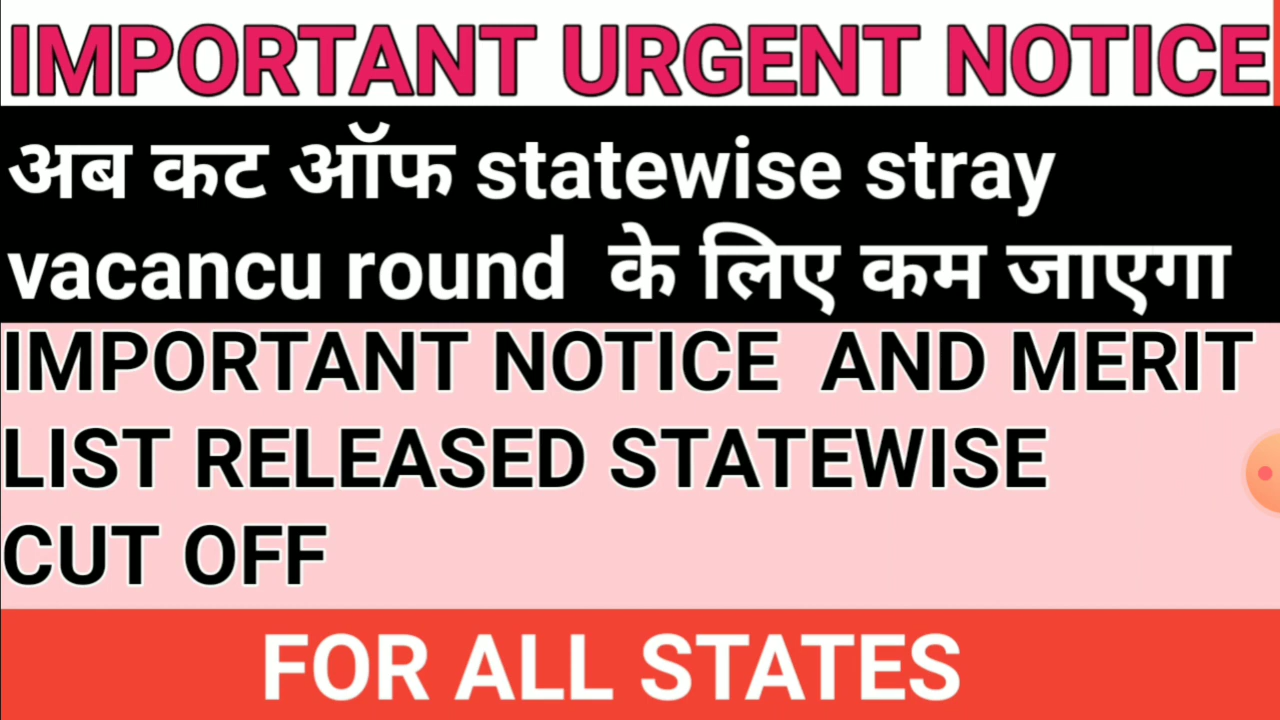 IMPORTANT URGENT NOTICE
अब कट ऑफ statewise stray
vacancu round के लिए कम जाएगा
IMPORTANT NOTICE AND MERIT
LIST RELEASED STATEWISE
CUT OFF
FOR ALL STATES